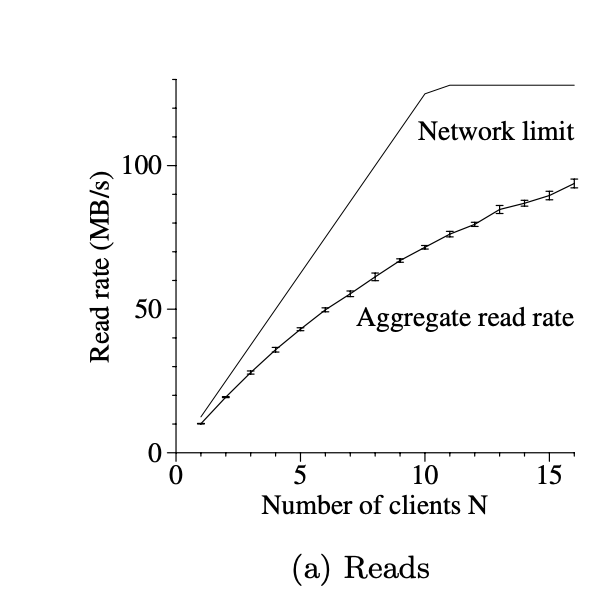 Network limit
100
Read rate (MB/s)
50
Aggregate read rate
0
0 5 10 15
Number of clients N
(a) Reads